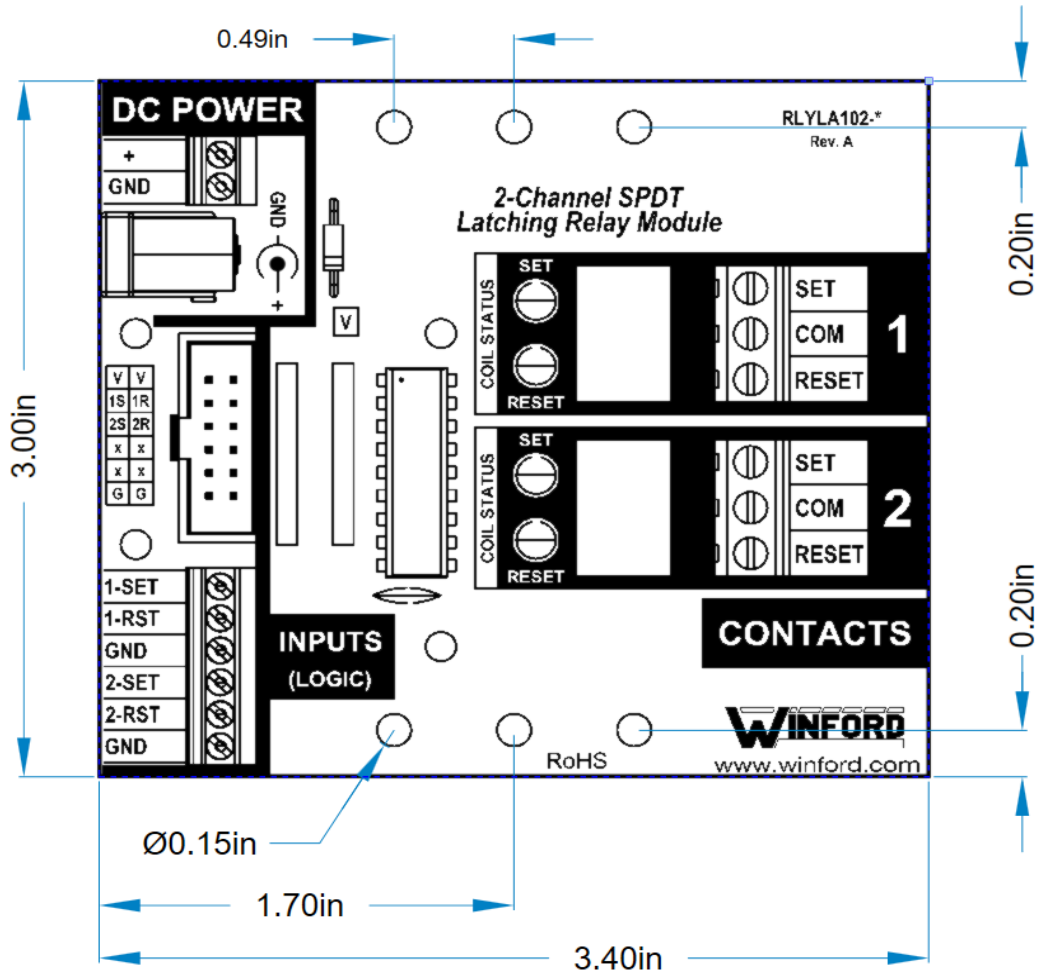 0.49in
DC POWER
+
GND
GND
-
+
RLYLA102-*
Rev. A
2-Channel SPDT
Latching Relay Module
0.20in
V
COIL STATUS
SET
RESET
SET
COM
RESET
1
V V
1S 1R
2S 2R
x x
x x
G G
3.00in
COIL STATUS
SET
RESET
SET
COM
RESET
2
1-SET
1-RST
GND
2-SET
2-RST
GND
INPUTS
(LOGIC)
CONTACTS
0.20in
WINFORD
www.winford.com
RoHS
Ø0.15in
1.70in
3.40in